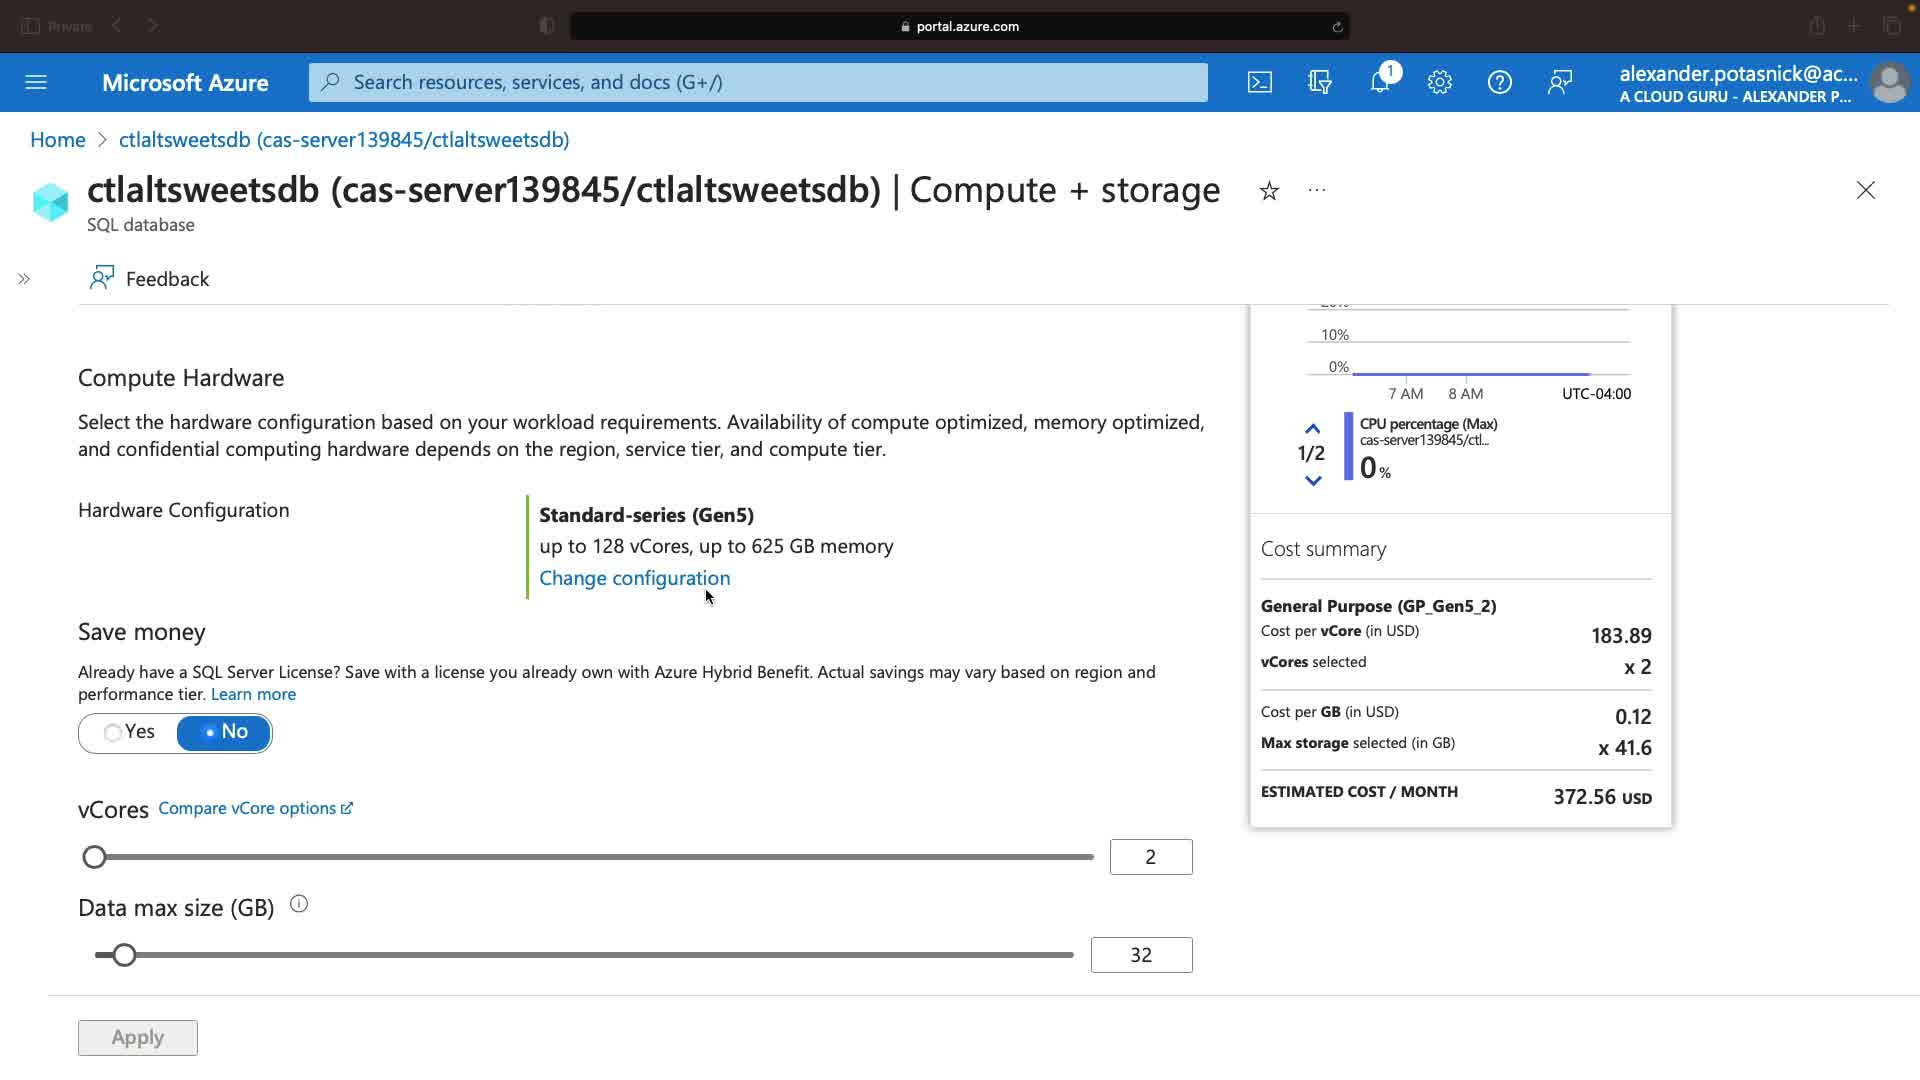 Private
portal.azure.com
Microsoft Azure
Search resources, services, and docs (G+/)
1
alexander.potasnick@ac...
A CLOUD GURU - ALEXANDER P...
Home > ctlaltsweetsdb (cas-server139845/ctlaltsweetsdb)
ctlaltsweetsdb (cas-server139845/ctlaltsweetsdb) | Compute + storage
SQL database
Feedback
Compute Hardware
Select the hardware configuration based on your workload requirements. Availability of compute optimized, memory optimized,
and confidential computing hardware depends on the region, service tier, and compute tier.
Hardware Configuration
Standard-series (Gen5)
up to 128 vCores, up to 625 GB memory
Change configuration
Save money
Already have a SQL Server License? Save with a license you already own with Azure Hybrid Benefit. Actual savings may vary based on region and
performance tier. Learn more
Yes No
vCores Compare vCore options
2
Data max size (GB)
32
Apply
10%
0%
7 AM 8 AM UTC-04:00
1/2
CPU percentage (Max)
cas-server139845/ctl...
0%
Cost summary
General Purpose (GP_Gen5_2)
Cost per vCore (in USD) 183.89
vCores selected x 2
Cost per GB (in USD) 0.12
Max storage selected (in GB) x 41.6
ESTIMATED COST / MONTH 372.56 USD